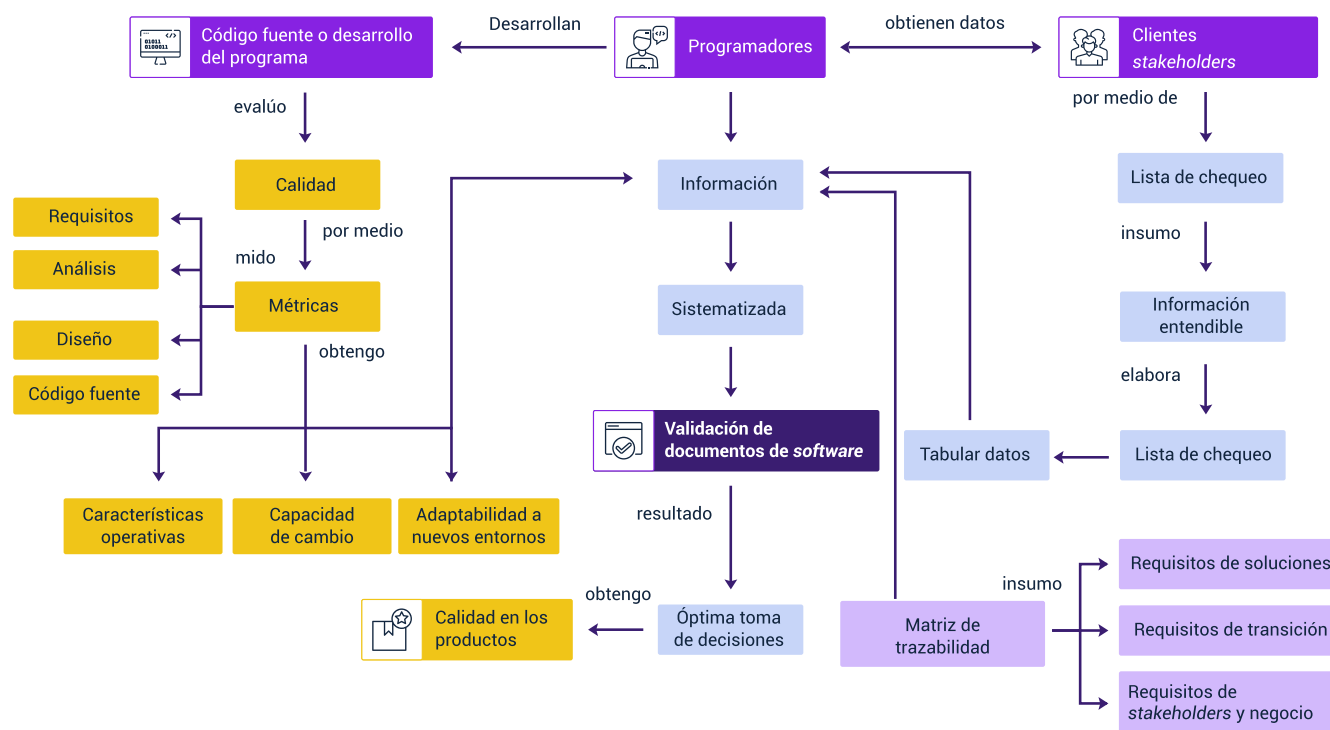 Código fuente o desarrollo
del programa
Desarrollan
Programadores
obtienen datos
Clientes
stakeholders
evalúo
por medio de
Calidad
Información
Lista de chequeo
Requisitos
por medio
insumo
mido
Análisis
Métricas
Sistematizada
Información
entendible
Diseño
obtengo
elabora
Código fuente
Validación de
documentos de software
Tabular datos
Lista de chequeo
Características
operativas
Capacidad
de cambio
Adaptabilidad a
nuevos entornos
resultado
insumo
Requisitos de soluciones
obtengo
Calidad en los
productos
Óptima toma
de decisiones
Matriz de
trazabilidad
Requisitos de transición
Requisitos de
stakeholders y negocio
01011
0100011